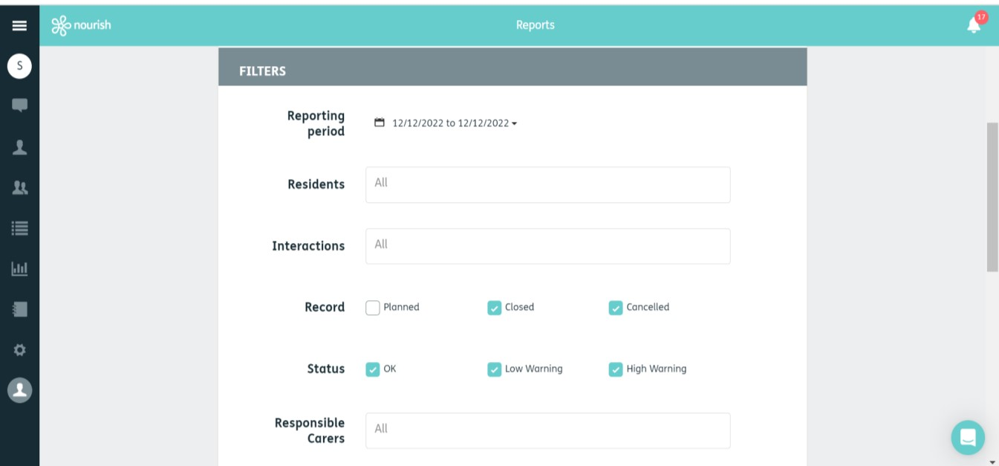 nourish
Reports
17
S
FILTERS
Reporting
period
12/12/2022 to 12/12/2022
Residents
All
Interactions
All
Record
Planned
Closed
Cancelled
Status
OK
Low Warning
High Warning
Responsible
Carers
All